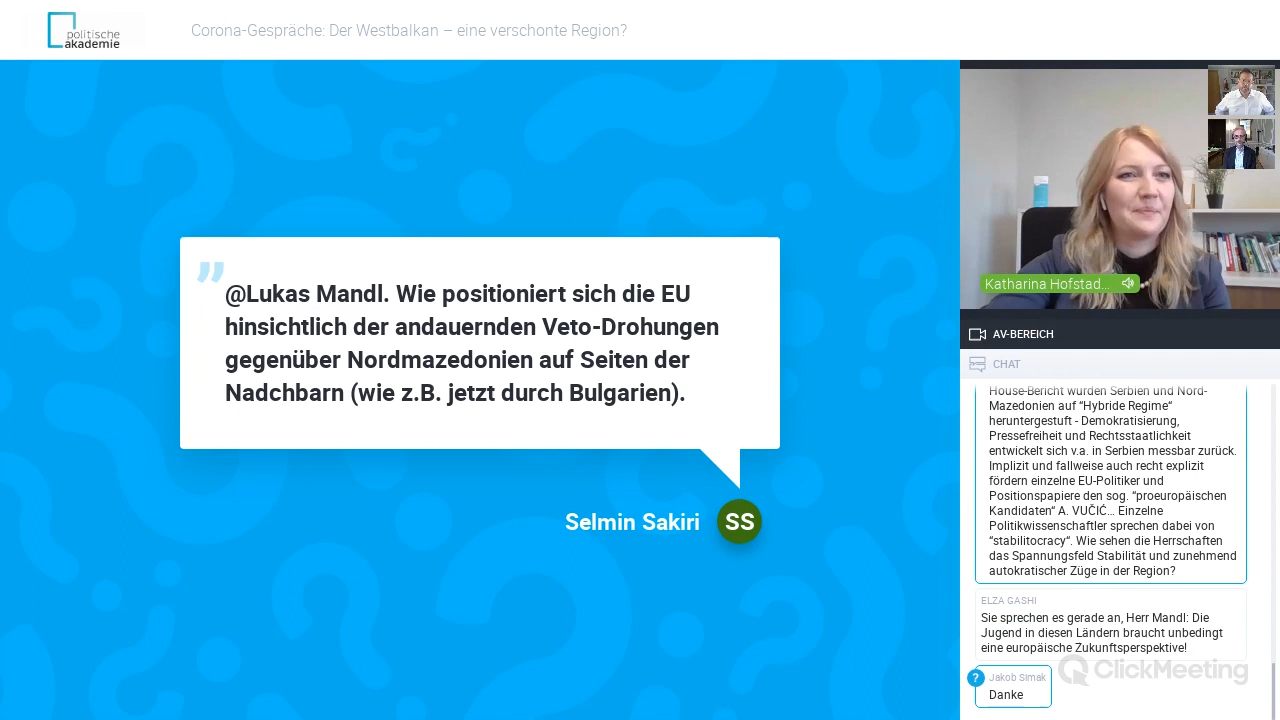 politische
akademie
Corona-Gespräche: Der Westbalkan – eine verschonte Region?
”
@Lukas Mandl. Wie positioniert sich die EU
hinsichtlich der andauernden Veto-Drohungen
gegenüber Nordmazedonien auf Seiten der
Nadchbarn (wie z.B. jetzt durch Bulgarien).
Selmin Sakiri
SS
Katharina Hofstad...
AV-BEREICH
CHAT
House-Bericht wurden Serbien und Nord-
Mazedonien auf “Hybride Regime“
heruntergestuft - Demokratisierung,
Pressefreiheit und Rechtsstaatlichkeit
entwickelt sich v.a. in Serbien messbar zurück.
Implizit und fallweise auch recht explizit
fördern einzelne EU-Politiker und
Positionspapiere den sog. “proeuropäischen
Kandidaten“ A. VUČIĆ... Einzelne
Politikwissenschaftler sprechen dabei von
“stabilitocracy“. Wie sehen die Herrschaften
das Spannungsfeld Stabilität und zunehmend
autokratischer Züge in der Region?
ELZA GASHI
Sie sprechen es gerade an, Herr Mandl: Die
Jugend in diesen Ländern braucht unbedingt
eine europäische Zukunftsperspektive!
ClickMeeting
?
Jakob Simak
Danke